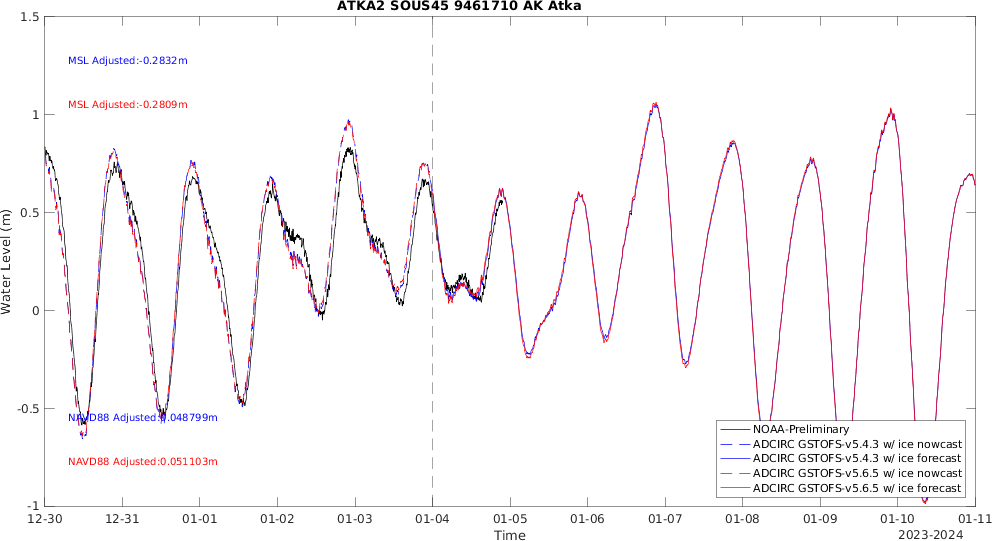 ATKA2 SOUS45 9461710 AK Atka
1.5
MSL Adjusted:-0.2832m
MSL Adjusted:-0.2809m
1
0.5
Water Level (m)
0
-0.5
NAVD88 Adjusted:0.048799m
NAVD88 Adjusted:0.051103m
-1
NOAA-Preliminary
ADCIRC GSTOFS-v5.4.3 w/ ice nowcast
ADCIRC GSTOFS-v5.4.3 w/ ice forecast
ADCIRC GSTOFS-v5.6.5 w/ ice nowcast
ADCIRC GSTOFS-v5.6.5 w/ ice forecast
12-30 12-31 01-01 01-02 01-03 01-04 01-05 01-06 01-07 01-08 01-09 01-10 01-11
Time
2023-2024